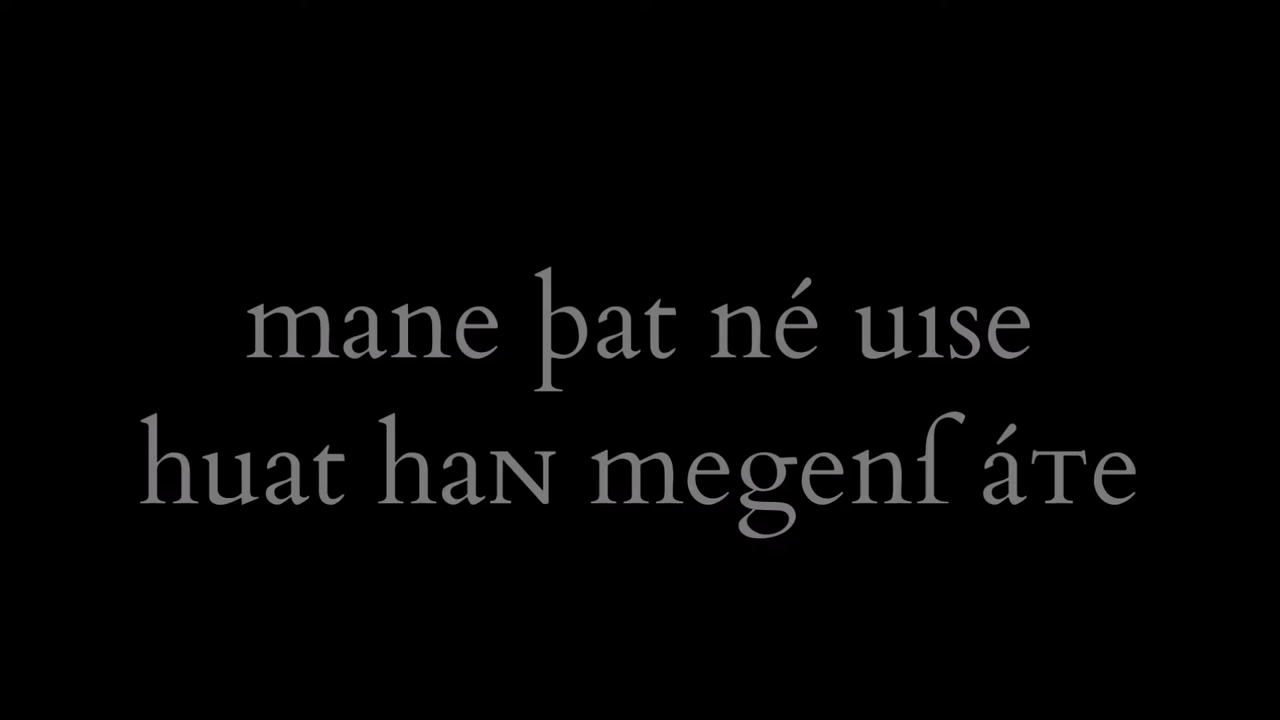 mane þat né uıse
huat haɴ megenſ áᴛe